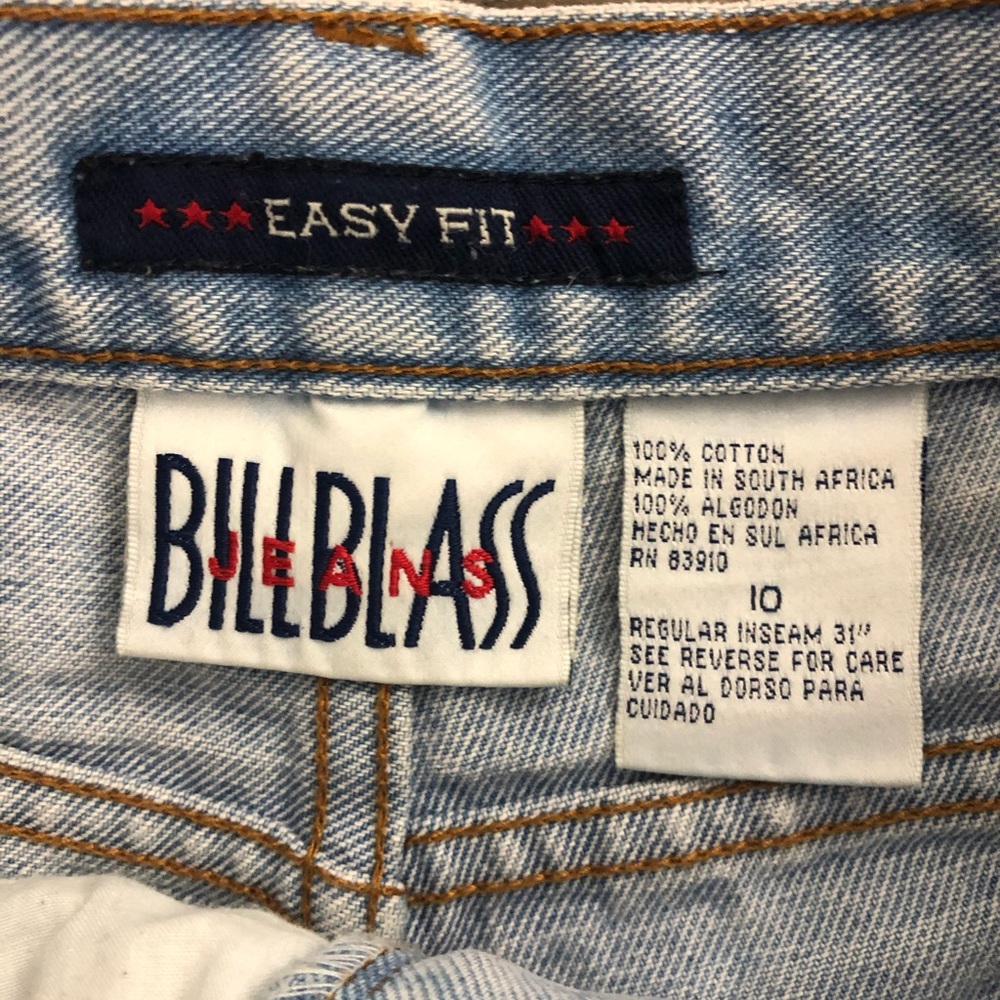 ★★★EASY FIT★★★
BILLBLASS
JEANS
100% COTTON
MADE IN SOUTH AFRICA
100% ALGODON
HECHO EN SUL AFRICA
RN 83910
10
REGULAR INSEAM 31"
SEE REVERSE FOR CARE
VER AL DORSO PARA
CUIDADO